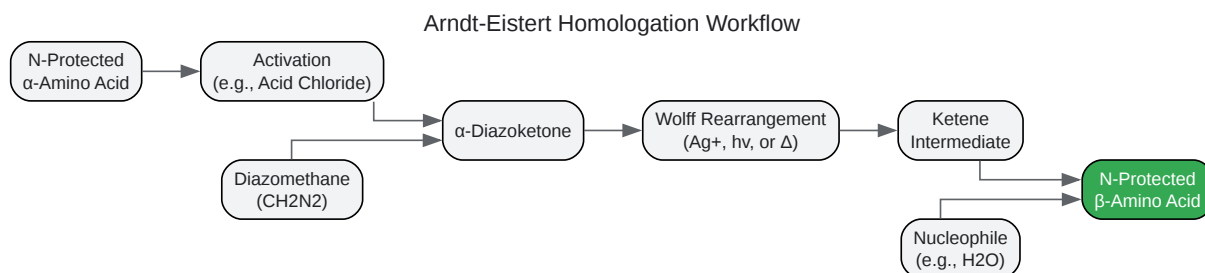 Arndt-Eistert Homologation Workflow
N-Protected
α-Amino Acid
Activation
(e.g., Acid Chloride)
Diazomethane
(CH2N2)
α-Diazoketone
Wolff Rearrangement
(Ag+, hv, or Δ)
Ketene
Intermediate
Nucleophile
(e.g., H2O)
N-Protected
β-Amino Acid